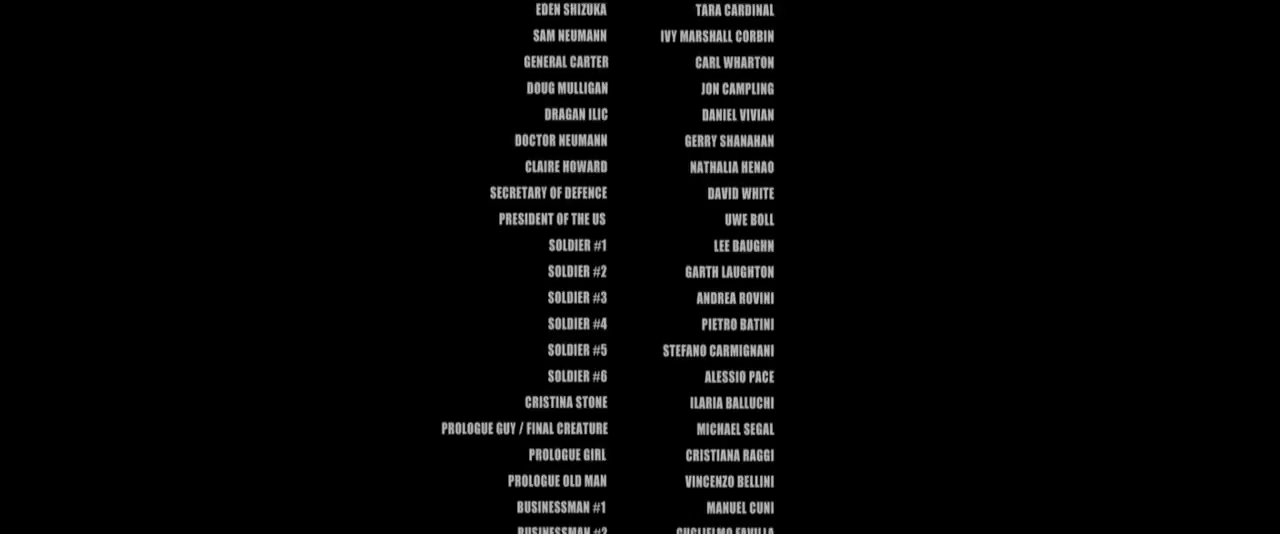 EDEN SHIZUKA TARA CARDINAL
SAM NEUMANN IVY MARSHALL CORBIN
GENERAL CARTER CARL WHARTON
DOUG MULLIGAN JON CAMPLING
DRAGAN ILIC DANIEL VIVIAN
DOCTOR NEUMANN GERRY SHANAHAN
CLAIRE HOWARD NATHALIA HENAO
SECRETARY OF DEFENCE DAVID WHITE
PRESIDENT OF THE US UWE BOLL
SOLDIER #1 LEE BAUGHN
SOLDIER #2 GARTH LAUGHTON
SOLDIER #3 ANDREA ROVINI
SOLDIER #4 PIETRO BATINI
SOLDIER #5 STEFANO CARMIGNANI
SOLDIER #6 ALESSIO PACE
CRISTINA STONE ILARIA BALLUCHI
PROLOGUE GUY / FINAL CREATURE MICHAEL SEGAL
PROLOGUE GIRL CRISTIANA RAGGI
PROLOGUE OLD MAN VINCENZO BELLINI
BUSINESSMAN #1 MANUEL CUNI
BUSINESSMAN #2 GUGLIELMO FAVILLA